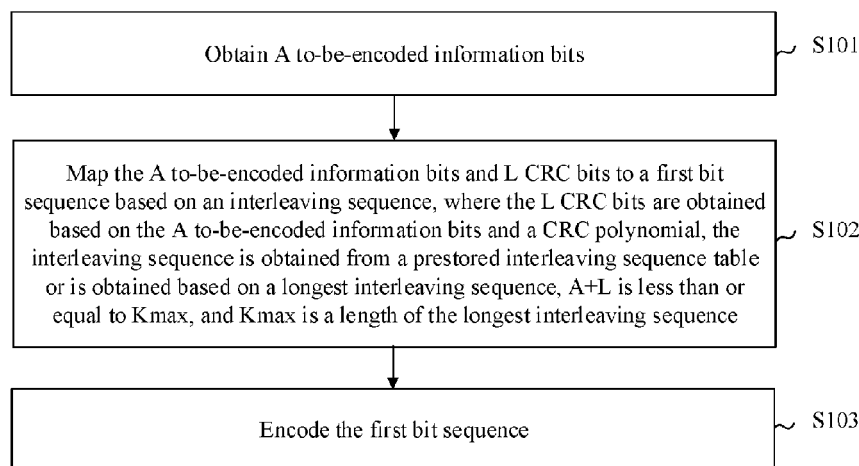 Obtain A to-be-encoded information bits
S101
Map the A to-be-encoded information bits and L CRC bits to a first bit
sequence based on an interleaving sequence, where the L CRC bits are obtained
based on the A to-be-encoded information bits and a CRC polynomial, the
interleaving sequence is obtained from a prestored interleaving sequence table
or is obtained based on a longest interleaving sequence, A+L is less than or
equal to Kmax, and Kmax is a length of the longest interleaving sequence
S102
Encode the first bit sequence
S103